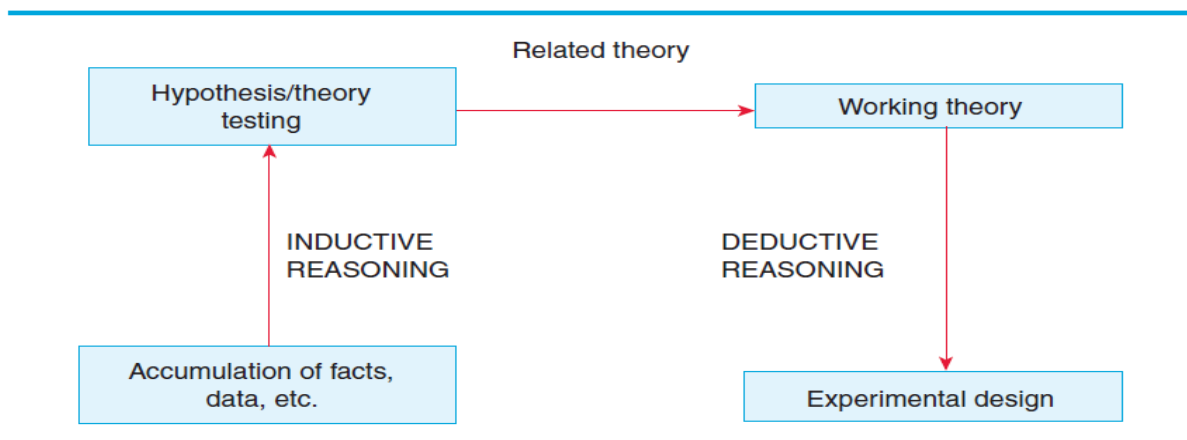 Related theory
Hypothesis/theory
testing
Working theory
INDUCTIVE
REASONING
DEDUCTIVE
REASONING
Accumulation of facts,
data, etc.
Experimental design